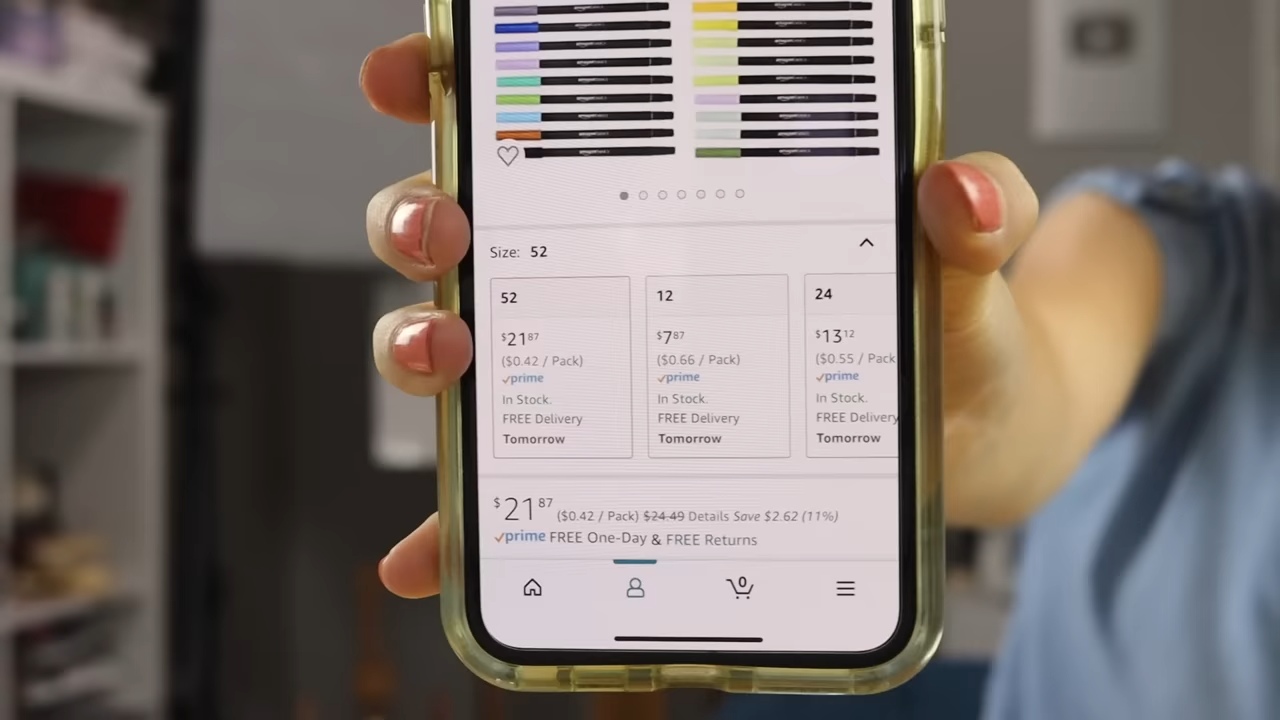 Size: 52
52
$21 87
($0.42 / Pack)
prime
In Stock.
FREE Delivery
Tomorrow
12
$7 87
($0.66 / Pack)
prime
In Stock.
FREE Delivery
Tomorrow
24
$13 12
($0.55 / Pack
prime
In Stock.
FREE Delivery
Tomorrow
$21 87 ($0.42 / Pack) $24.49 Details Save $2.62 (11%)
prime FREE One-Day & FREE Returns
0